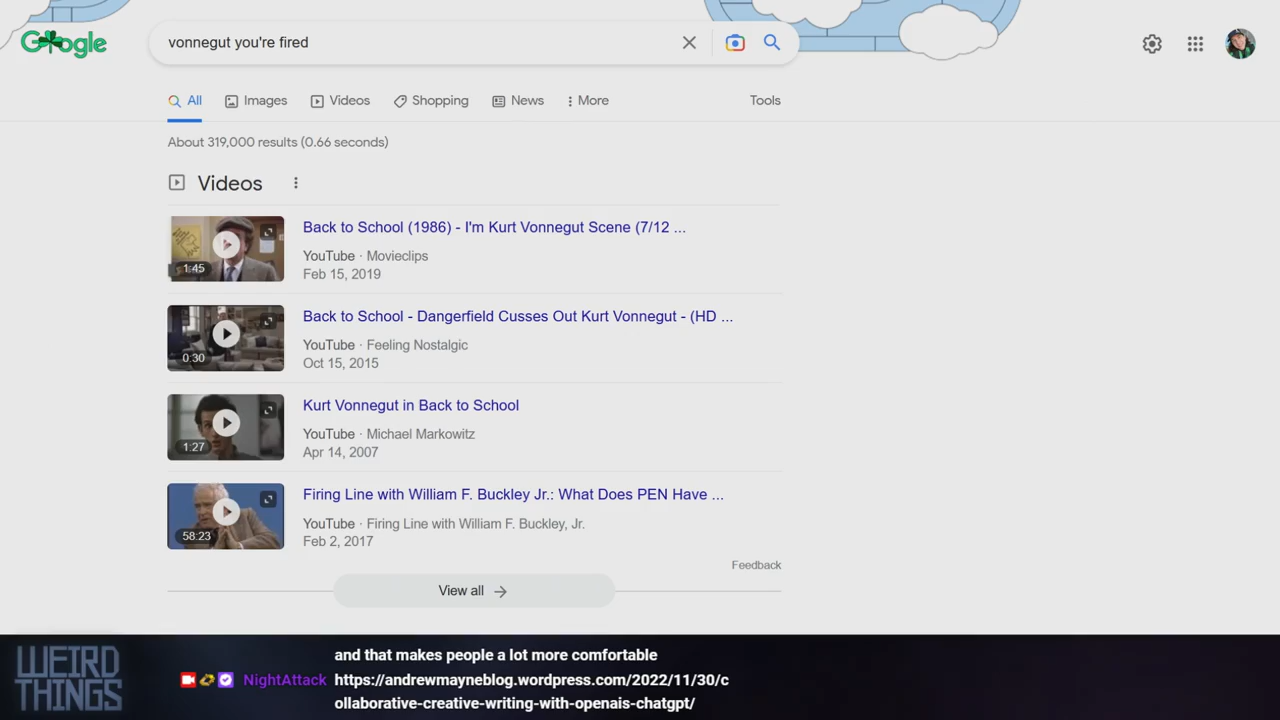 Google
vonnegut you're fired
All
Images
Videos
Shopping
News
More
Tools
About 319,000 results (0.66 seconds)
Videos
Back to School (1986) - I'm Kurt Vonnegut Scene (7/12 ...
YouTube · Movieclips
Feb 15, 2019
1:45
Back to School - Dangerfield Cusses Out Kurt Vonnegut - (HD ...
YouTube · Feeling Nostalgic
Oct 15, 2015
0:30
Kurt Vonnegut in Back to School
YouTube · Michael Markowitz
Apr 14, 2007
1:27
Firing Line with William F. Buckley Jr.: What Does PEN Have ...
YouTube · Firing Line with William F. Buckley, Jr.
Feb 2, 2017
58:23
Feedback
View all
WEIRD
THINGS
and that makes people a lot more comfortable
NightAttack https://andrewmayneblog.wordpress.com/2022/11/30/c
ollaborative-creative-writing-with-openais-chatgpt/